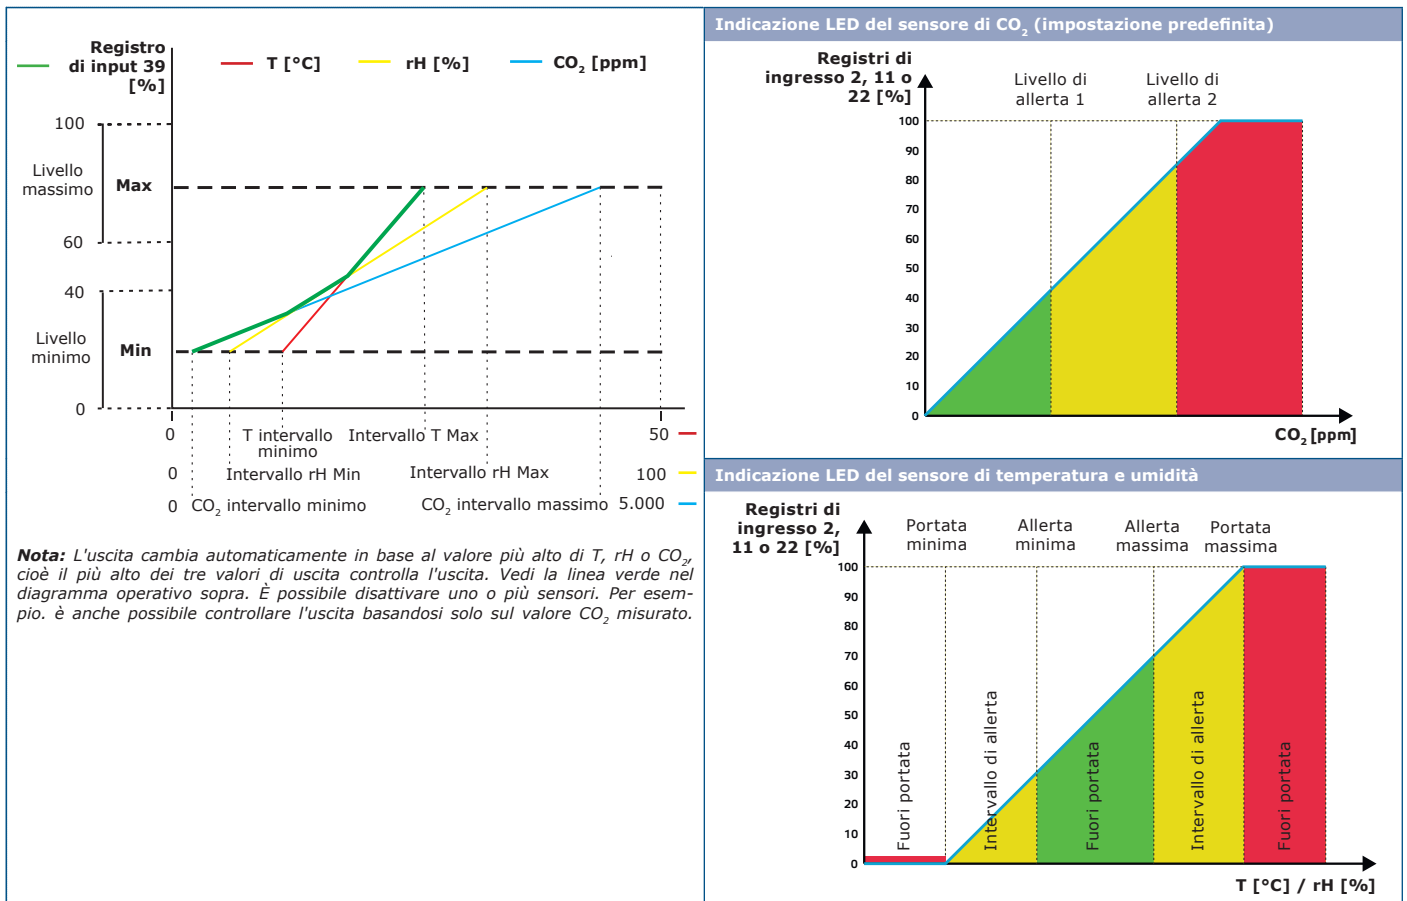 Registro
di input 39
[%]
T [°C]
rH [%]
CO₂ [ppm]
100
Livello
massimo
Max
60
40
Livello
minimo
Min
0
0
T intervallo
minimo
Intervallo T Max
50
0
Intervallo rH Min
Intervallo rH Max
100
0
CO₂ intervallo minimo
CO₂ intervallo massimo
5.000
Nota: L'uscita cambia automaticamente in base al valore più alto di T, rH o CO₂,
cioè il più alto dei tre valori di uscita controlla l'uscita. Vedi la linea verde nel
diagramma operativo sopra. È possibile disattivare uno o più sensori. Per esem-
pio. è anche possibile controllare l'uscita basandosi solo sul valore CO₂ misurato.
Indicazione LED del sensore di CO₂ (impostazione predefinita)
Registri di
ingresso 2, 11 o
22 [%]
Livello di
allerta 1
Livello di
allerta 2
100
90
80
70
60
50
40
30
20
10
0
CO₂ [ppm]
Indicazione LED del sensore di temperatura e umidità
Registri di
ingresso 2,
11 o 22 [%]
Portata
minima
Allerta
minima
Allerta
massima
Portata
massima
100
90
80
70
60
50
40
30
20
10
0
Fuori portata
Intervallo di allerta
Fuori portata
Intervallo di allerta
Fuori portata
T [°C] / rH [%]